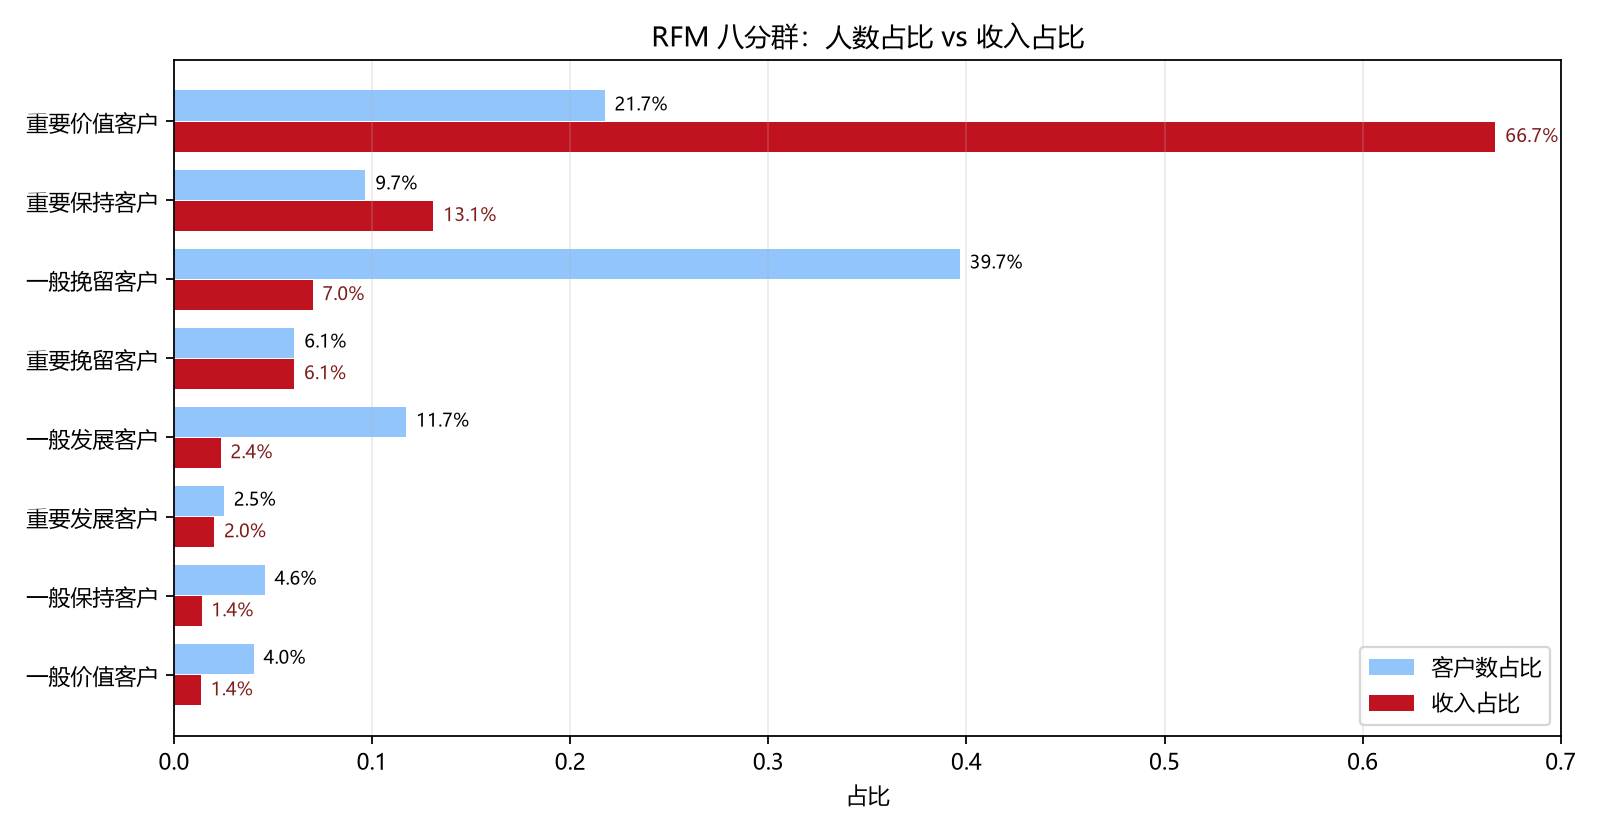 RFM 八分群：人数占比 vs 收入占比
重要价值客户
21.7%
66.7%
重要保持客户
9.7%
13.1%
一般挽留客户
39.7%
7.0%
重要挽留客户
6.1%
6.1%
一般发展客户
11.7%
2.4%
重要发展客户
2.5%
2.0%
一般保持客户
4.6%
1.4%
一般价值客户
4.0%
1.4%
客户数占比
收入占比
0.0 0.1 0.2 0.3 0.4 0.5 0.6 0.7
占比